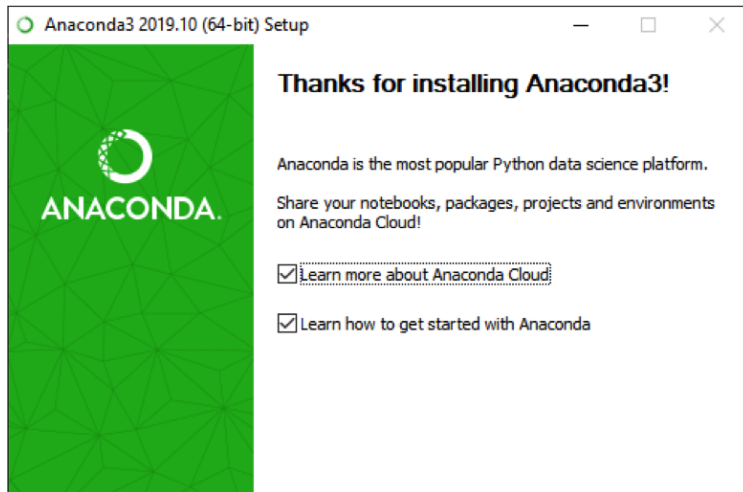 Anaconda3 2019.10 (64-bit) Setup
Thanks for installing Anaconda3!
ANACONDA.
Anaconda is the most popular Python data science platform.
Share your notebooks, packages, projects and environments
on Anaconda Cloud!
Learn more about Anaconda Cloud
Learn how to get started with Anaconda